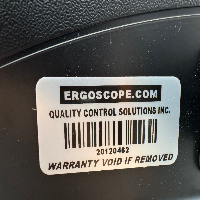 ERGOSCOPE.COM
QUALITY CONTROL SOLUTIONS INC.
20120462
WARRANTY VOID IF REMOVED